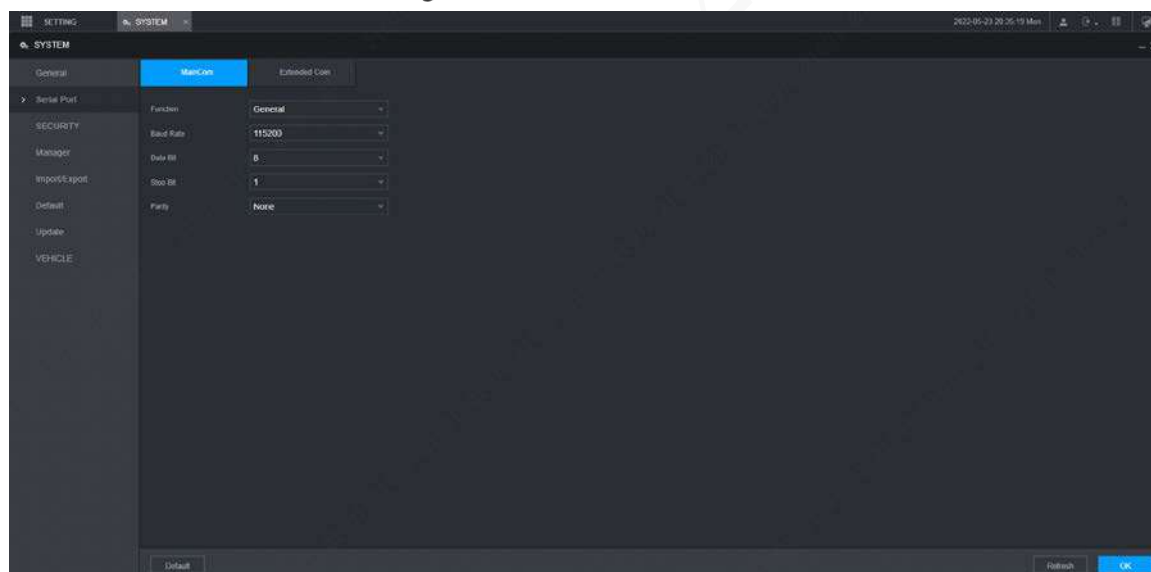 SETTING SYSTEM × 2022-05-23 20:35:19 Mon
SYSTEM
General MainCom Extended Com
> Serial Port
Function General
SECURITY
Baud Rate 115200
Manager
Data Bit 8
Import/Export
Stop Bit 1
Default
Parity None
Update
VEHICLE
Default Refresh OK